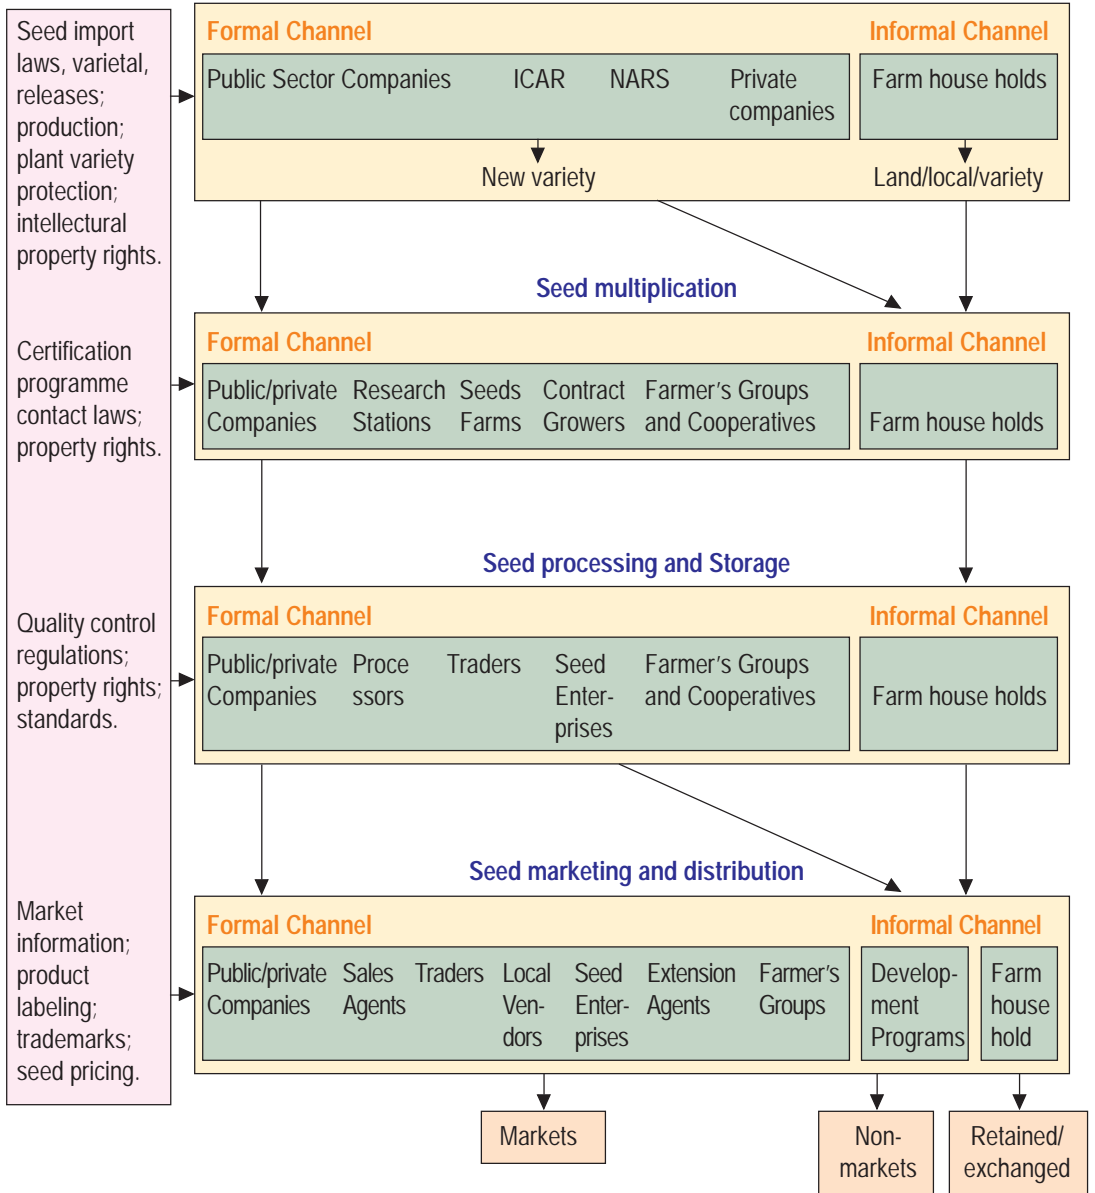 Seed import
laws, varietal,
releases;
production;
plant variety
protection;
intellectural
property rights.
Certification
programme
contact laws;
property rights.
Quality control
regulations;
property rights;
standards.
Market
information;
product
labeling;
trademarks;
seed pricing.
Formal Channel
Informal Channel
Public Sector Companies
ICAR
NARS
Private
companies
Farm house holds
New variety
Land/local/variety
Seed multiplication
Formal Channel
Informal Channel
Public/private
Companies
Research
Stations
Seeds
Farms
Contract
Growers
Farmer's Groups
and Cooperatives
Farm house holds
Seed processing and Storage
Formal Channel
Informal Channel
Public/private
Companies
Proce
ssors
Traders
Seed
Enter-
prises
Farmer's Groups
and Cooperatives
Farm house holds
Seed marketing and distribution
Formal Channel
Informal Channel
Public/private
Companies
Sales
Agents
Traders
Local
Ven-
dors
Seed
Enter-
prises
Extension
Agents
Farmer's
Groups
Develop-
ment
Programs
Farm
house
hold
Markets
Non-
markets
Retained/
exchanged